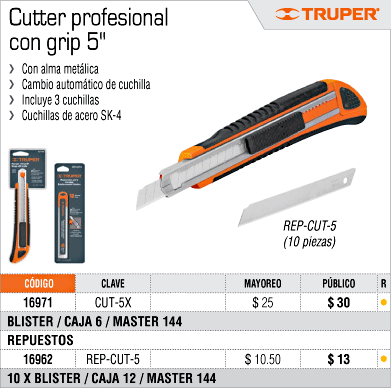 Cutter profesional
con grip 5"
TRUPER®
› Con alma metálica
› Cambio automático de cuchilla
› Incluye 3 cuchillas
› Cuchillas de acero SK-4
TRUPER
TRUPER
REP-CUT-5
(10 piezas)
CÓDIGO CLAVE MAYOREO PÚBLICO R
16971 CUT-5X $ 25 $ 30
BLISTER / CAJA 6 / MASTER 144
REPUESTOS
16962 REP-CUT-5 $ 10.50 $ 13
10 X BLISTER / CAJA 12 / MASTER 144